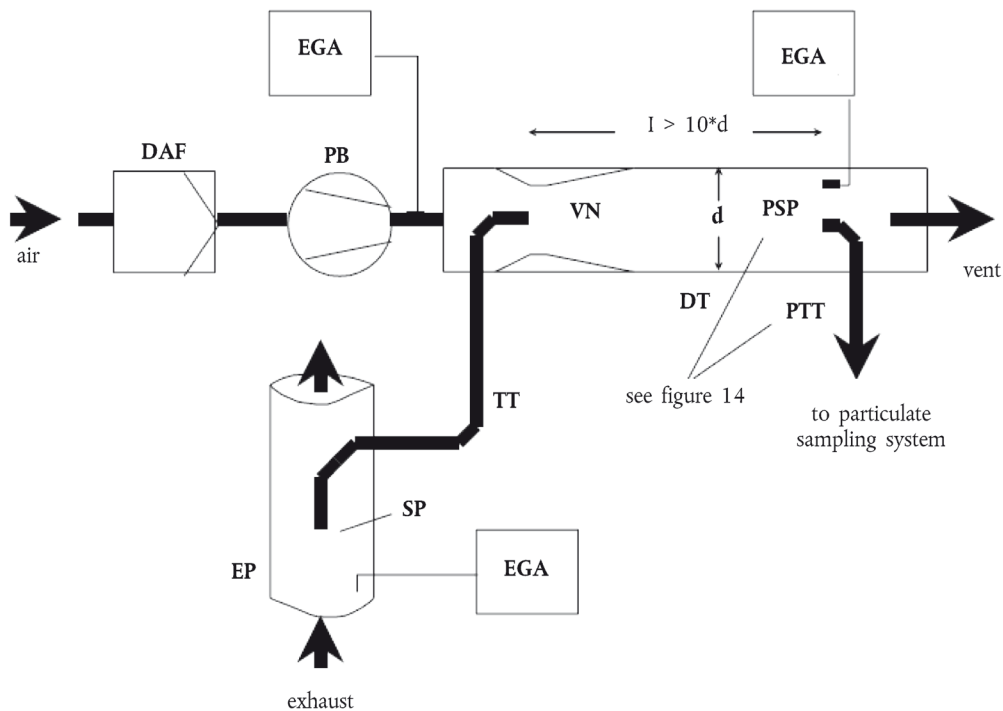 EGA
EGA
l > 10*d
DAF
PB
VN
d
PSP
air
vent
DT
PTT
see figure 14
TT
to particulate
sampling system
SP
EP
EGA
exhaust